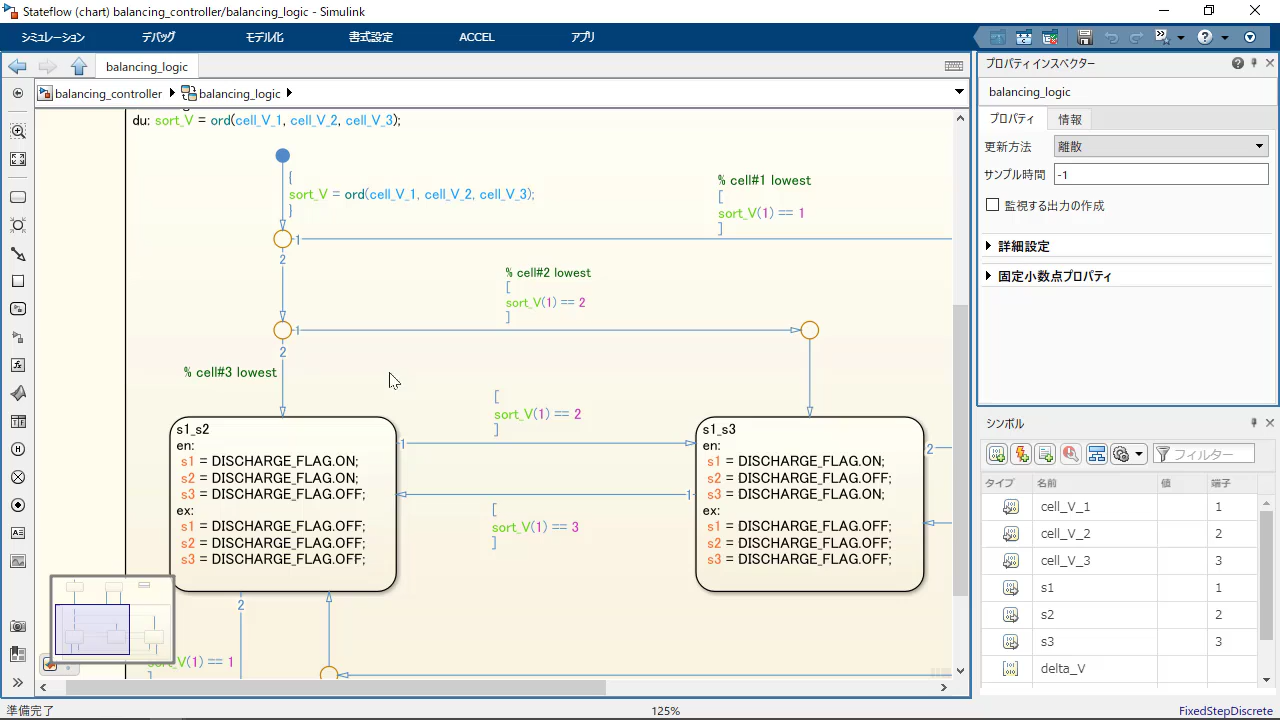 Stateflow (chart) balancing_controller/balancing_logic - Simulink
シミュレーション デバッグ モデル化 書式設定 ACCEL アプリ
balancing_logic
balancing_controller balancing_logic
du: sort_V = ord(cell_V_1, cell_V_2, cell_V_3);
{
sort_V = ord(cell_V_1, cell_V_2, cell_V_3);
}
% cell#1 lowest
[
sort_V(1) == 1
]
1
2
% cell#2 lowest
[
sort_V(1) == 2
]
1
2
% cell#3 lowest
[
sort_V(1) == 2
]
s1_s2
en:
s1 = DISCHARGE_FLAG.ON;
s2 = DISCHARGE_FLAG.ON;
s3 = DISCHARGE_FLAG.OFF;
ex:
s1 = DISCHARGE_FLAG.OFF;
s2 = DISCHARGE_FLAG.OFF;
s3 = DISCHARGE_FLAG.OFF;
1
1
[
sort_V(1) == 3
]
s1_s3
en:
s1 = DISCHARGE_FLAG.ON;
s2 = DISCHARGE_FLAG.OFF;
s3 = DISCHARGE_FLAG.ON;
ex:
s1 = DISCHARGE_FLAG.OFF;
s2 = DISCHARGE_FLAG.OFF;
s3 = DISCHARGE_FLAG.OFF;
2
2
sort_V(1) == 1
]
プロパティ インスペクター
balancing_logic
プロパティ 情報
更新方法 離散
サンプル時間 -1
監視する出力の作成
詳細設定
固定小数点プロパティ
シンボル
フィルター
タイプ 名前 値 端子
cell_V_1 1
cell_V_2 2
cell_V_3 3
s1 1
s2 2
s3 3
delta_V
準備完了 125% FixedStepDiscrete